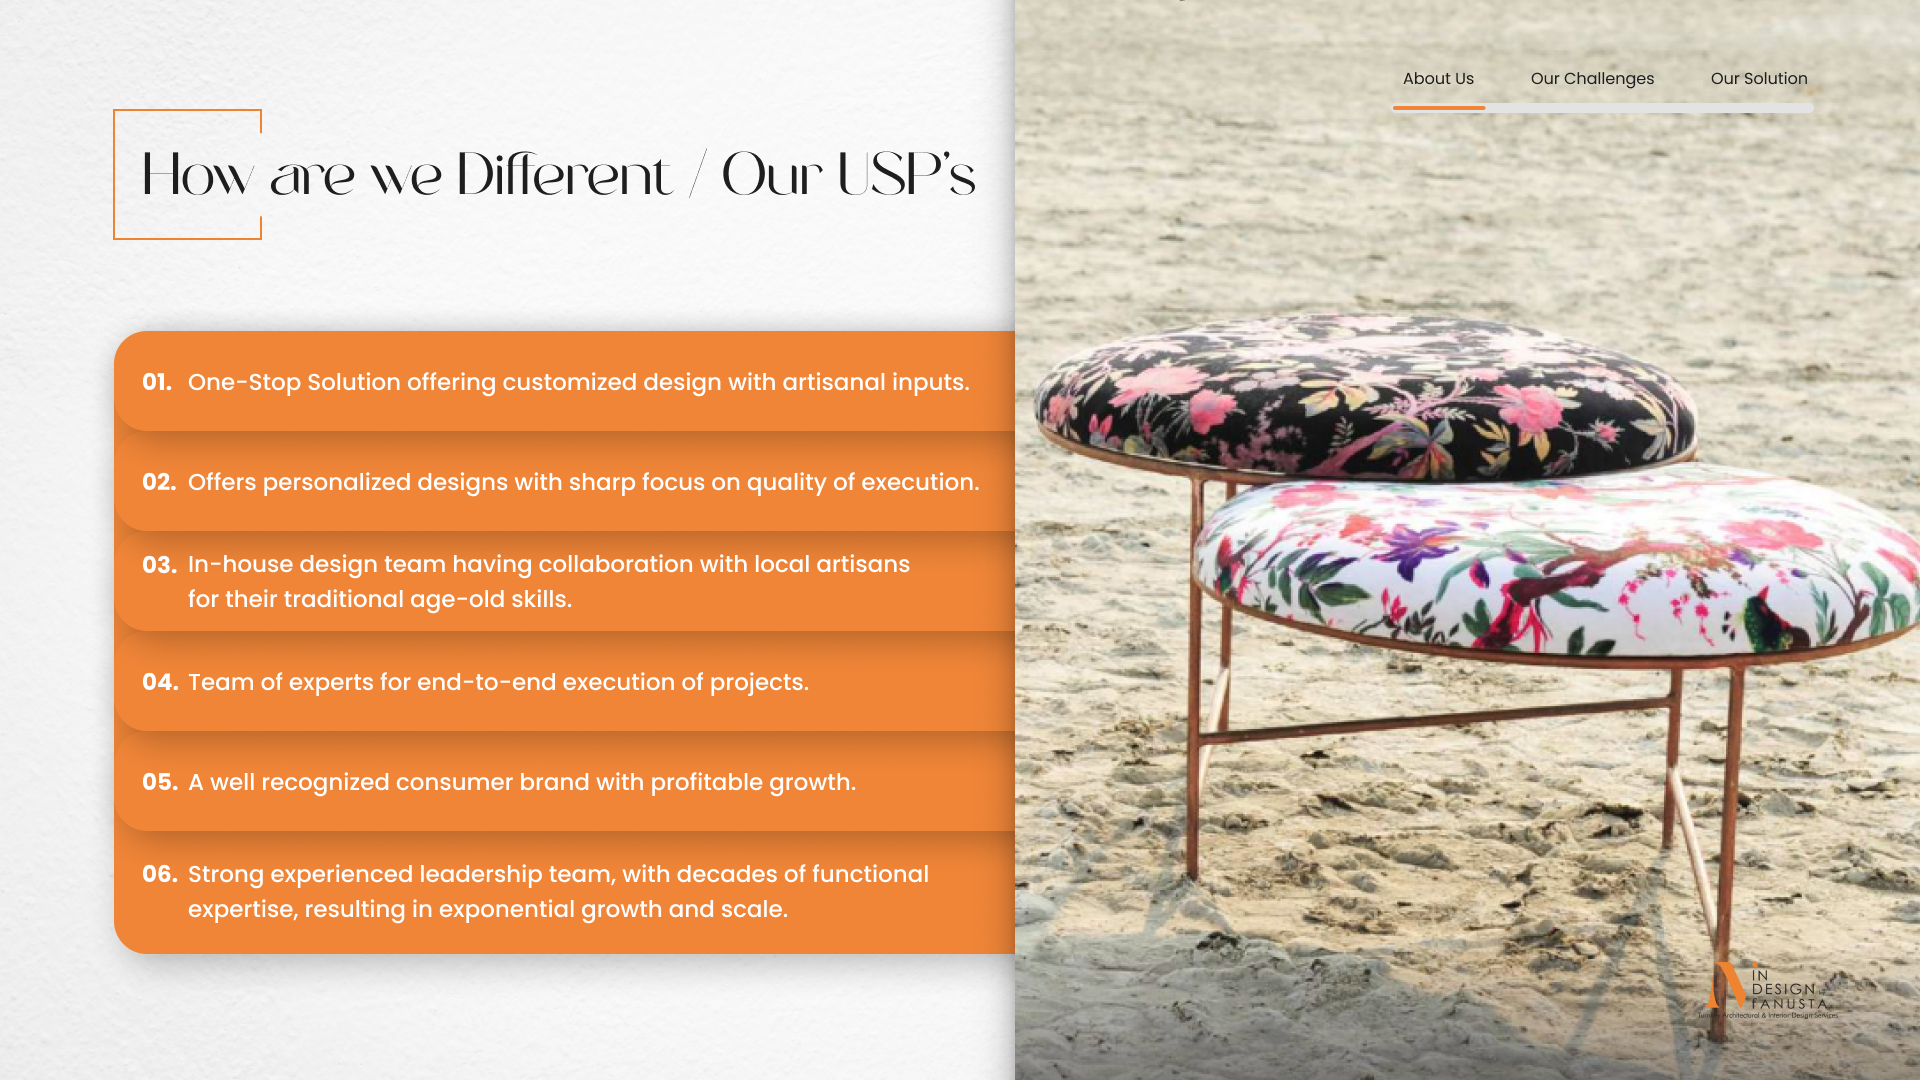 About Us Our Challenges Our Solution
How are we Different / Our USP's
01. One-Stop Solution offering customized design with artisanal inputs.
02. Offers personalized designs with sharp focus on quality of execution.
03. In-house design team having collaboration with local artisans
for their traditional age-old skills.
04. Team of experts for end-to-end execution of projects.
05. A well recognized consumer brand with profitable growth.
06. Strong experienced leadership team, with decades of functional
expertise, resulting in exponential growth and scale.
IN
DESIGN
fANUSTA
Architectural & Interior Design Services